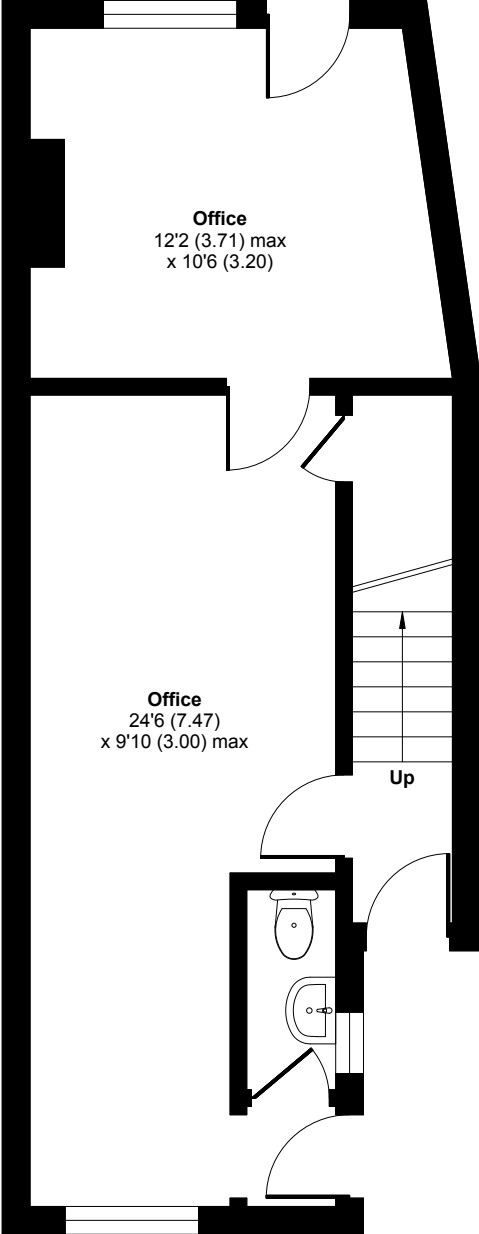 Office
12'2 (3.71) max
x 10'6 (3.20)
Office
24'6 (7.47)
x 9'10 (3.00) max
Up